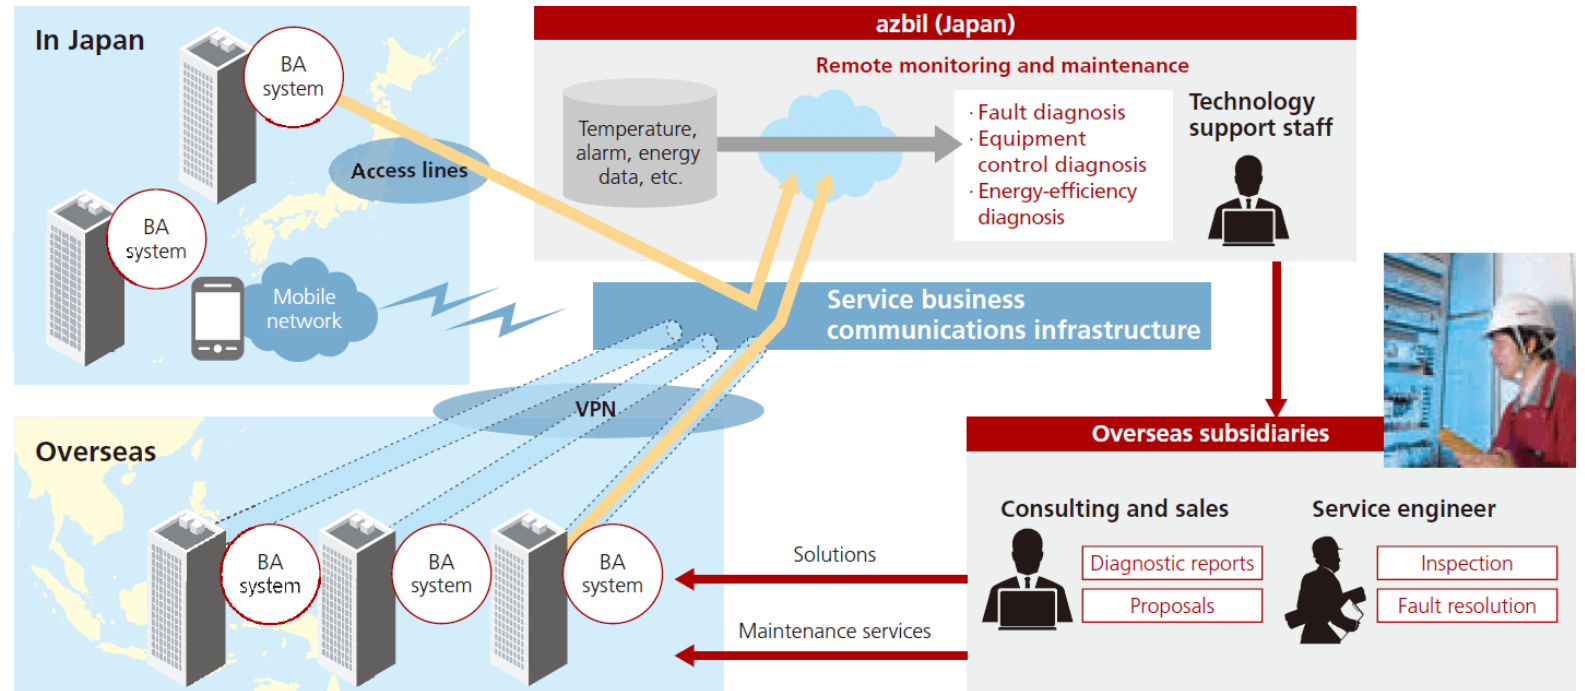 In Japan
BA
system
Access lines
BA
system
Mobile
network
azbil (Japan)
Remote monitoring and maintenance
Temperature,
alarm, energy
data, etc.
· Fault diagnosis
· Equipment
control diagnosis
· Energy-efficiency
diagnosis
Technology
support staff
Service business
communications infrastructure
VPN
Overseas
BA
system
BA
system
BA
system
Solutions
Maintenance services
Overseas subsidiaries
Consulting and sales
Diagnostic reports
Proposals
Service engineer
Inspection
Fault resolution